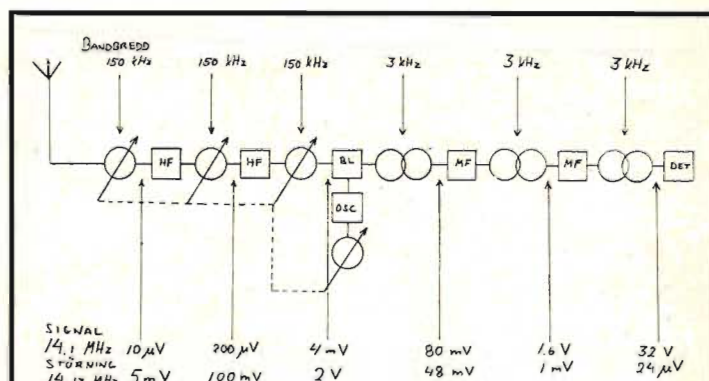 BANDBREDD
150 kHz 150 kHz 150 kHz 3 kHz 3 kHz 3 kHz
HF HF BL MF MF DET
OSC
SIGNAL
14.1 MHz 10 µV 200 µV 4 mV 80 mV 1.6 V 32 V
STÖRNING
5 mV 100 mV 2 V 48 mV 1 mV 24 µV